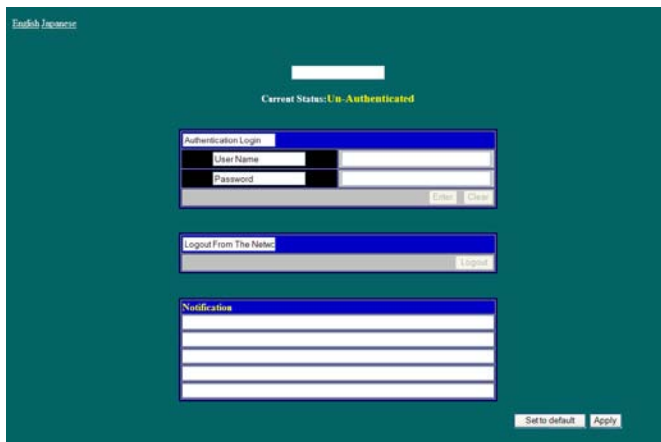 English Japanese
Current Status:Un-Authenticated
Authentication Login
User Name
Password
Enter Clear
Logout From The Netwc
Logout
Notification
Set to default Apply